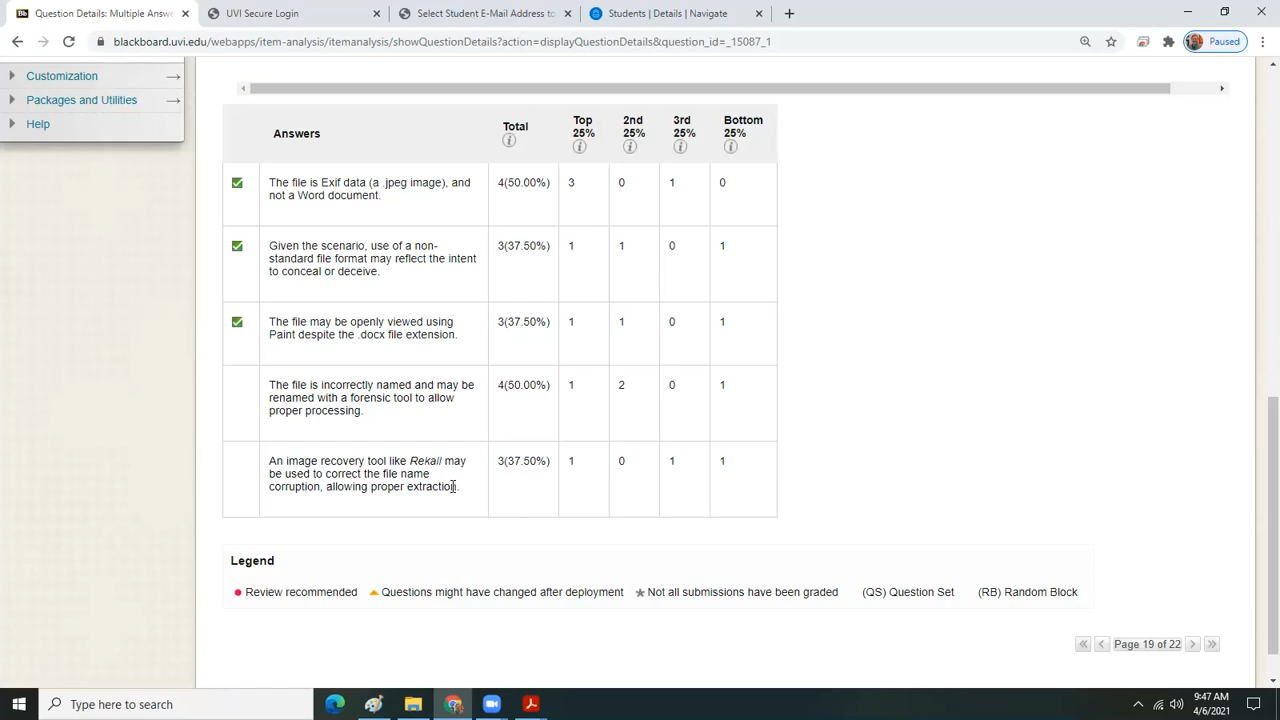 Question Details: Multiple Answ
UVI Secure Login
Select Student E-Mail Address to
Students | Details | Navigate
blackboard.uvi.edu/webapps/item-analysis/itemanalysis/showQuestionDetails?action=displayQuestionDetails&question_id=_15087_1
Paused
Customization
Packages and Utilities
Help
Answers Total Top 25% 2nd 25% 3rd 25% Bottom 25%
The file is Exif data (a .jpeg image), and 4(50.00%) 3 0 1 0
not a Word document.
Given the scenario, use of a non- 3(37.50%) 1 1 0 1
standard file format may reflect the intent
to conceal or deceive.
The file may be openly viewed using 3(37.50%) 1 1 0 1
Paint despite the .docx file extension.
The file is incorrectly named and may be 4(50.00%) 1 2 0 1
renamed with a forensic tool to allow
proper processing.
An image recovery tool like Rekall may 3(37.50%) 1 0 1 1
be used to correct the file name
corruption, allowing proper extraction.
Legend
Review recommended Questions might have changed after deployment Not all submissions have been graded (QS) Question Set (RB) Random Block
Page 19 of 22
Type here to search
9:47 AM
4/6/2021